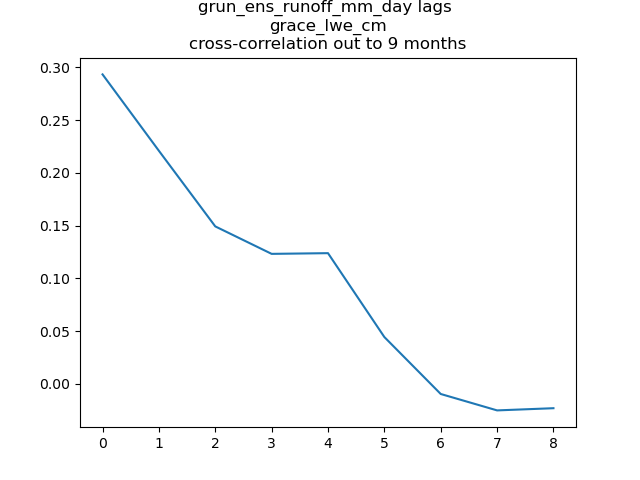 grun_ens_runoff_mm_day lags
grace_lwe_cm
cross-correlation out to 9 months
0.30
0.25
0.20
0.15
0.10
0.05
0.00
0 1 2 3 4 5 6 7 8